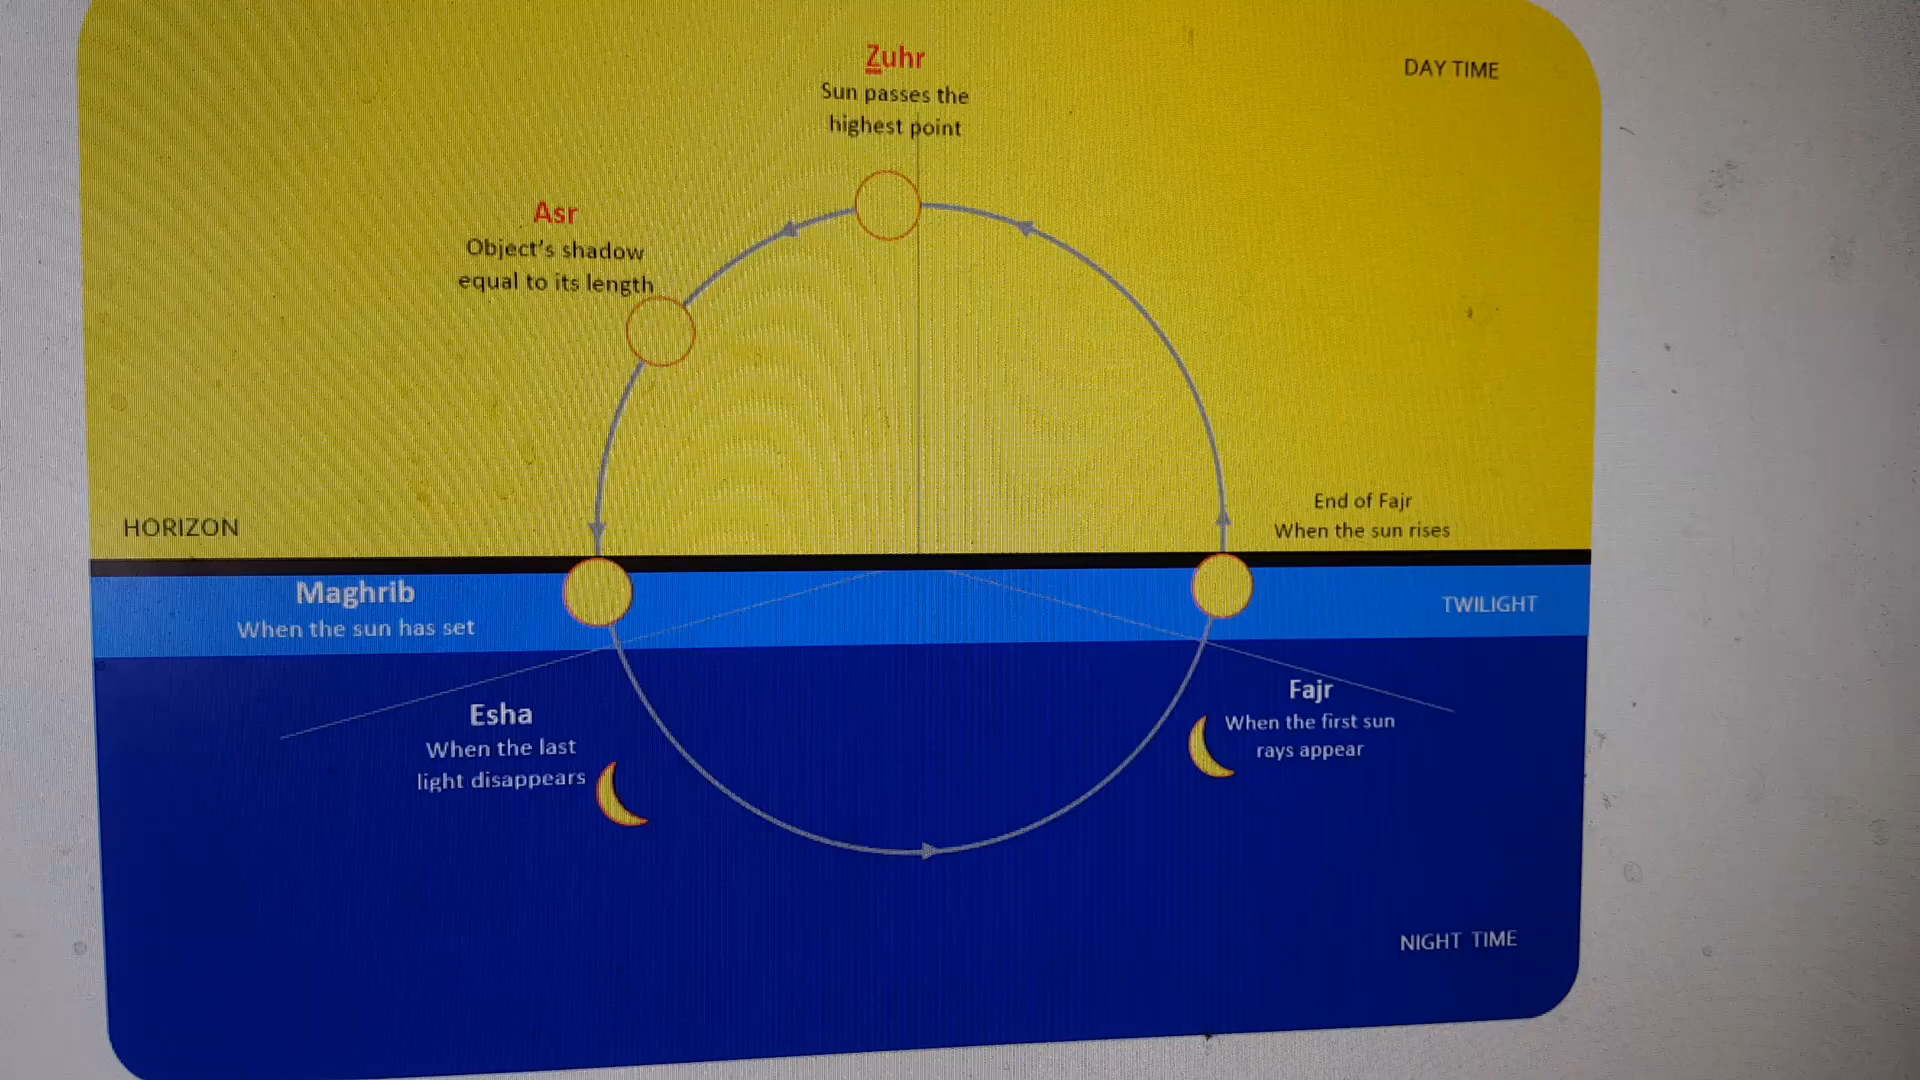 Zuhr
Sun passes the
highest point
DAY TIME
Asr
Object's shadow
equal to its length
HORIZON
End of Fajr
When the sun rises
Maghrib
When the sun has set
TWILIGHT
Esha
When the last
light disappears
Fajr
When the first sun
rays appear
NIGHT TIME